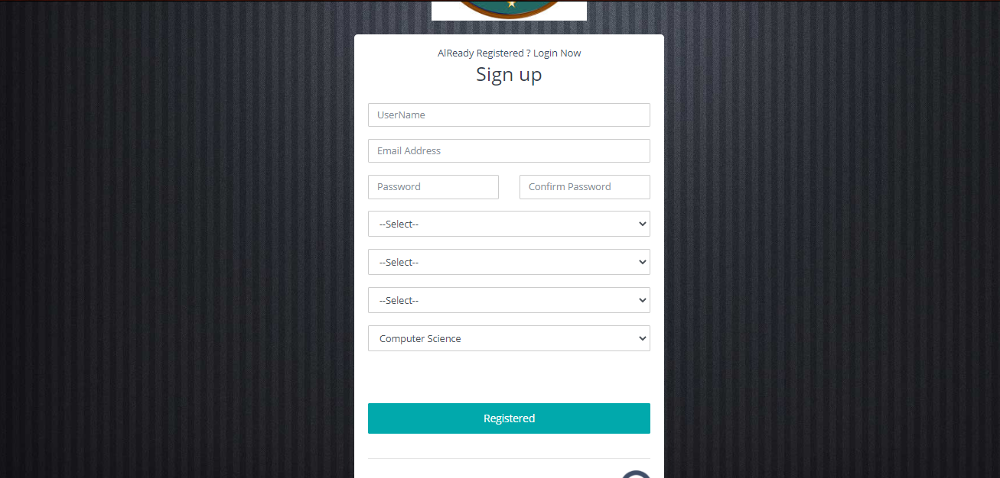 AlReady Registered ? Login Now
Sign up
UserName
Email Address
Password Confirm Password
--Select--
--Select--
--Select--
Computer Science
Registered